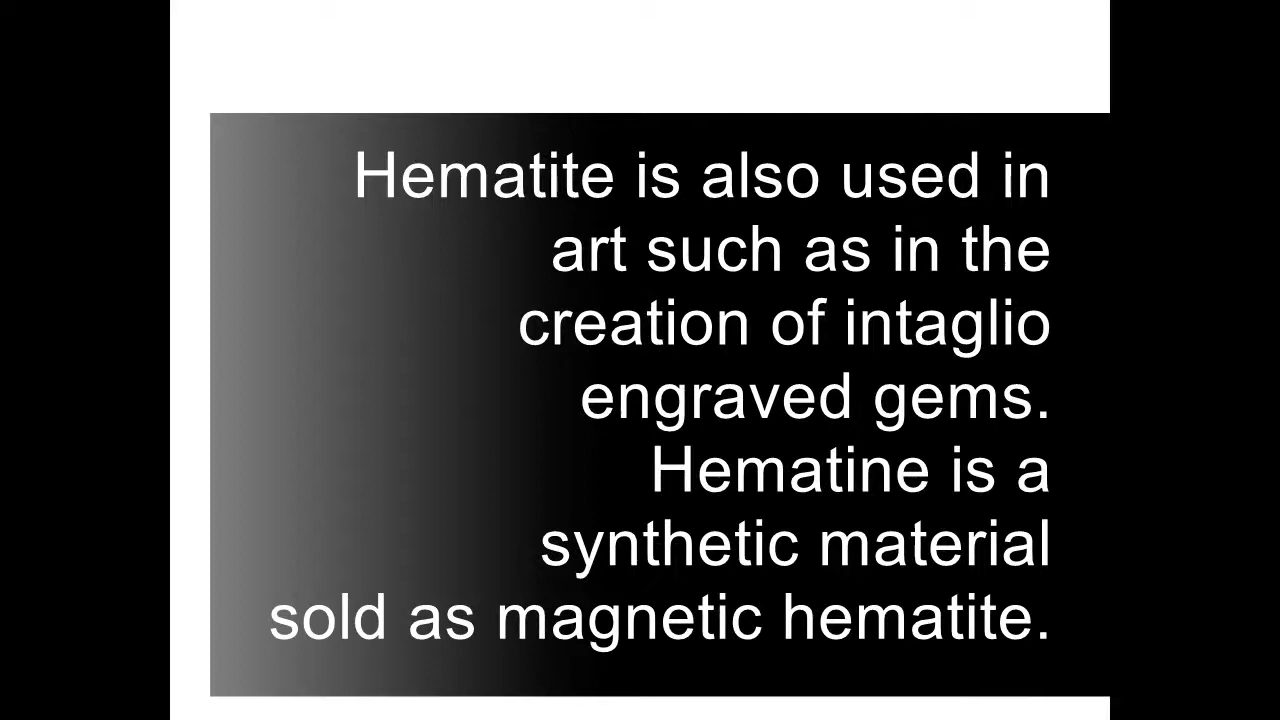 Hematite is also used in
art such as in the
creation of intaglio
engraved gems.
Hematine is a
synthetic material
sold as magnetic hematite.